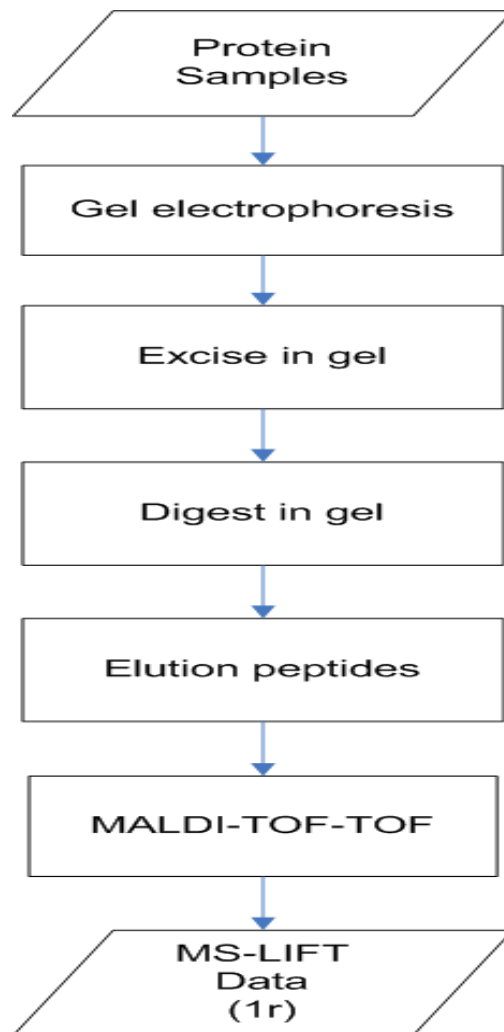 Protein
Samples
Gel electrophoresis
Excise in gel
Digest in gel
Elution peptides
MALDI-TOF-TOF
MS-LIFT
Data
(1r)